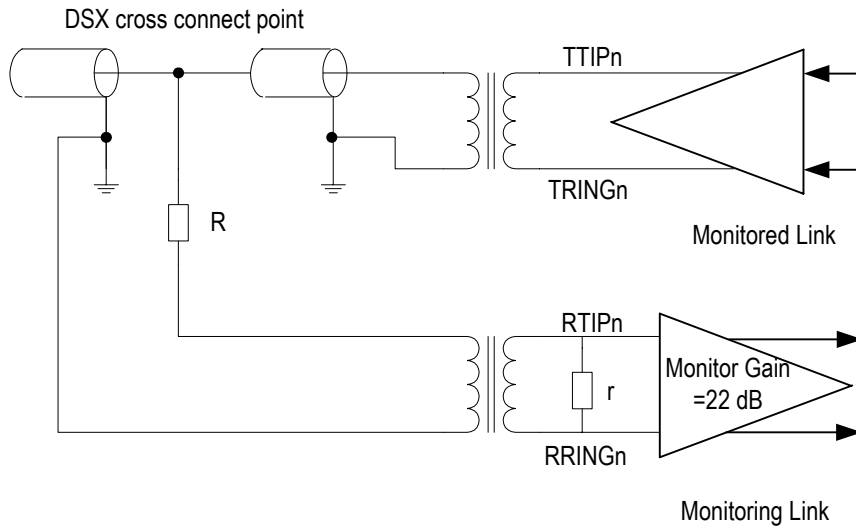 DSX cross connect point
TTIPn
TRINGn
R
Monitored Link
RTIPn
Monitor Gain
=22 dB
r
RRINGn
Monitoring Link